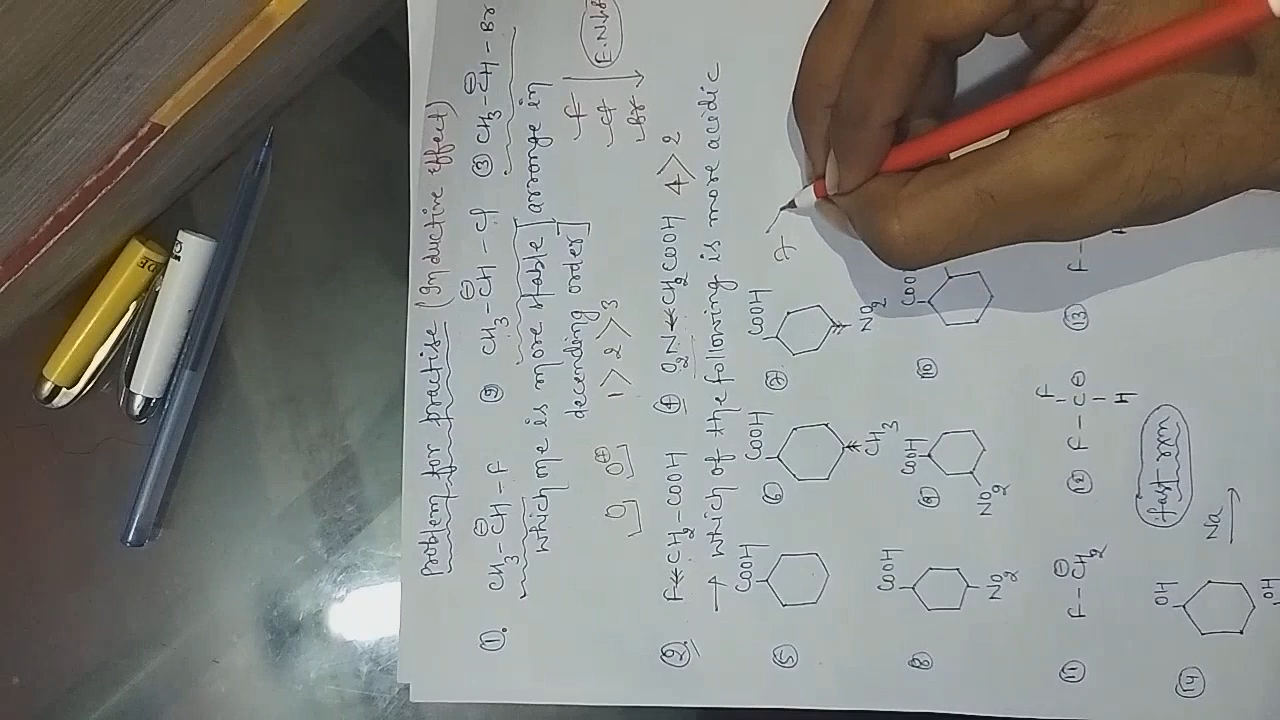 Problem for practise (Inductive effect)
①. CH3-CH⊖-F ② CH3-CH⊖-Cl ③ CH3-CH⊖-Br
which one is more stable [arrange in
decending order]
F
Cl
Br
E.N↓s
1>2>3
② F CH2-COOH ④ O2N CH2COOH 4>2
→ which of the following is more acidic
⑤ COOH ⑥ COOH CH3 ⑦ COOH NO2
⑧ COOH NO2 ⑨ COOH NO2 ⑩ COO
⑪ F-CH2⊖ ⑫ F-C⊖ F H ⑬ F-
fast rxn
⑭ OH OH Na →